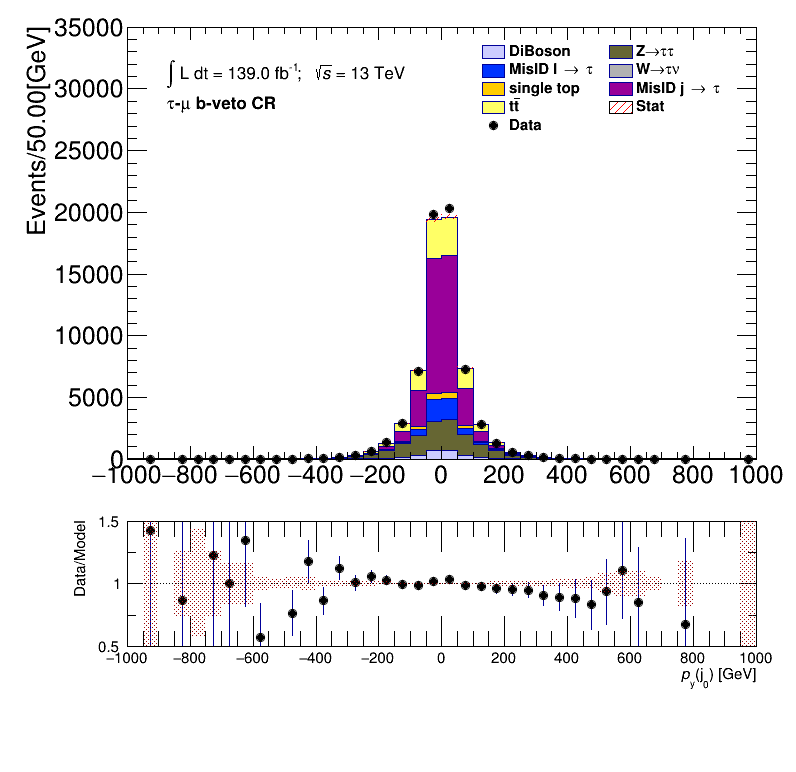 35000
30000
25000
20000
15000
10000
5000
0
Events/50.00[GeV]
∫ L dt = 139.0 fb⁻¹; √s = 13 TeV
τ-μ b-veto CR
DiBoson
MisID l → τ
single top
tt̄
Data
Z→ττ
W→τν
MisID j → τ
Stat
−1000 −800 −600 −400 −200 0 200 400 600 800 1000
1.5
1
0.5
Data/Model
−1000 −800 −600 −400 −200 0 200 400 600 800 1000
p_y(j_0) [GeV]